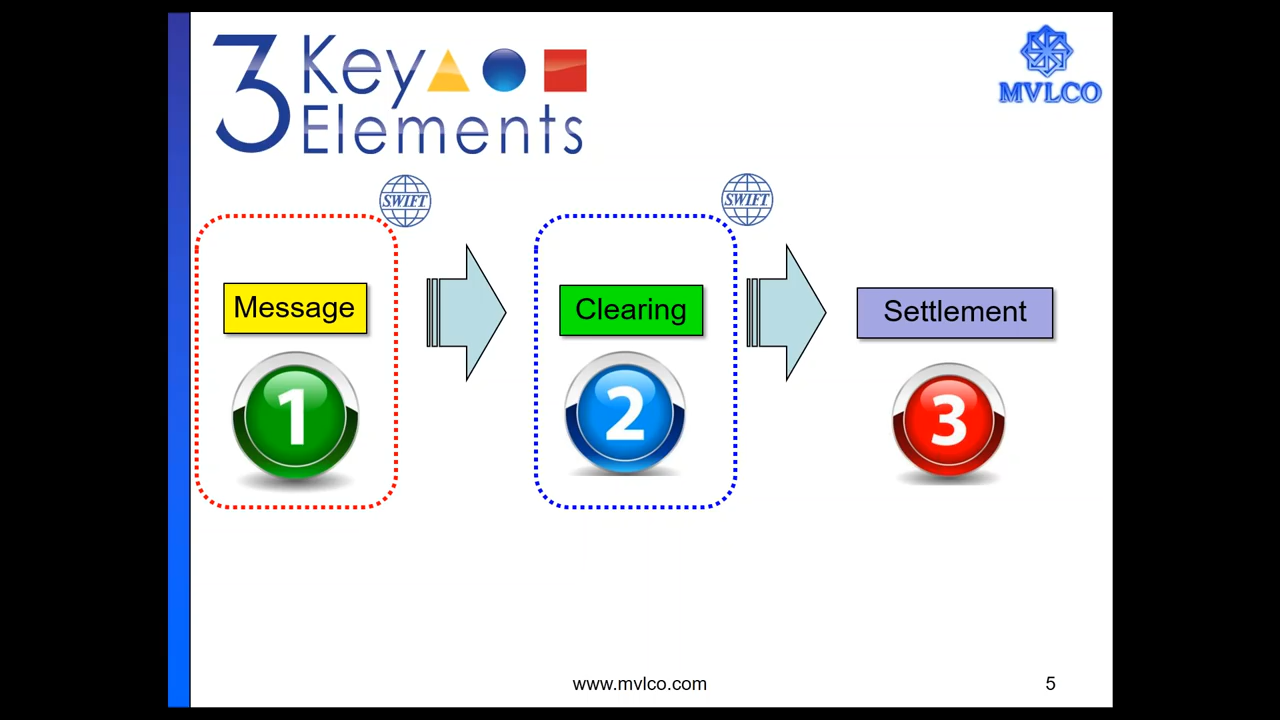 3 Key
Elements
MVLCO
SWIFT
SWIFT
Message
Clearing
Settlement
1
2
3
www.mvlco.com
5